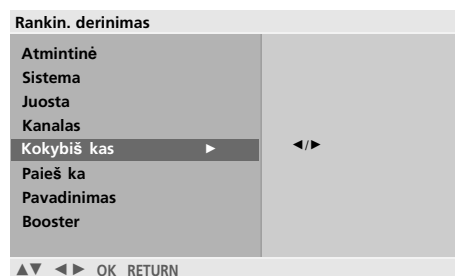 Rankin. derinimas
Atmintinė
Sistema
Juosta
Kanalas
Kokybiš kas ► ◄/►
Paieš ka
Pavadinimas
Booster
▲▼ ◄► OK RETURN